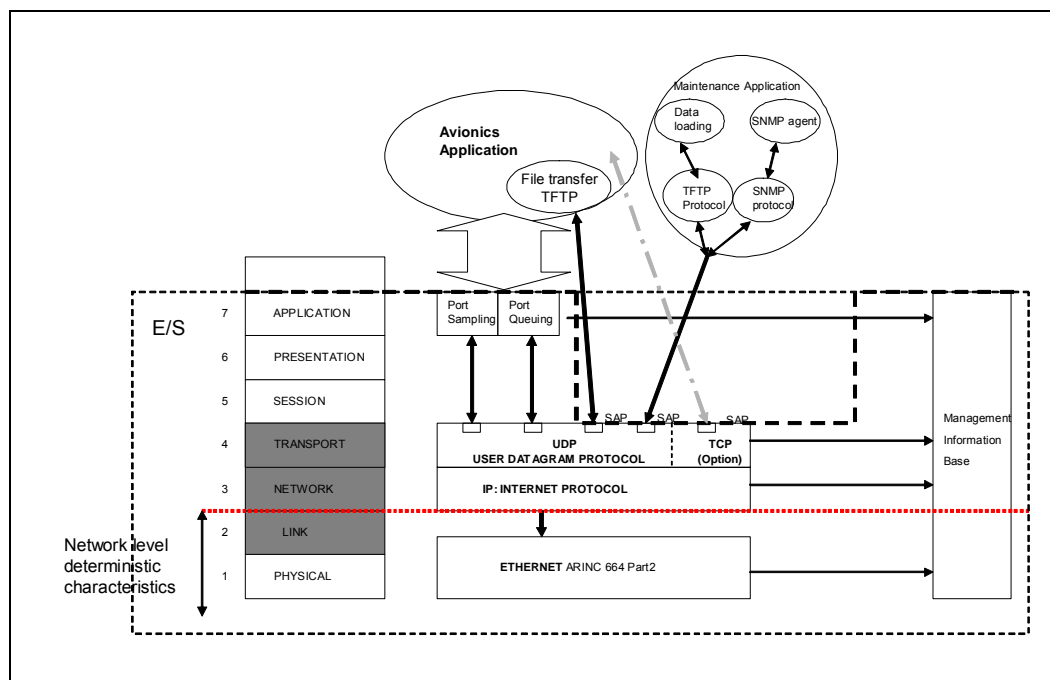 Maintenance Application
Data
loading
SNMP agent
Avionics
Application
File transfer
TFTP
TFTP
Protocol
SNMP
protocol
E/S
7 APPLICATION
Port
Sampling
Port
Queuing
6 PRESENTATION
5 SESSION
SAP
SAP
SAP
4 TRANSPORT
UDP
USER DATAGRAM PROTOCOL
TCP
(Option)
Management
Information
Base
3 NETWORK
IP: INTERNET PROTOCOL
2 LINK
Network level
deterministic
characteristics
1 PHYSICAL
ETHERNET ARINC 664 Part2